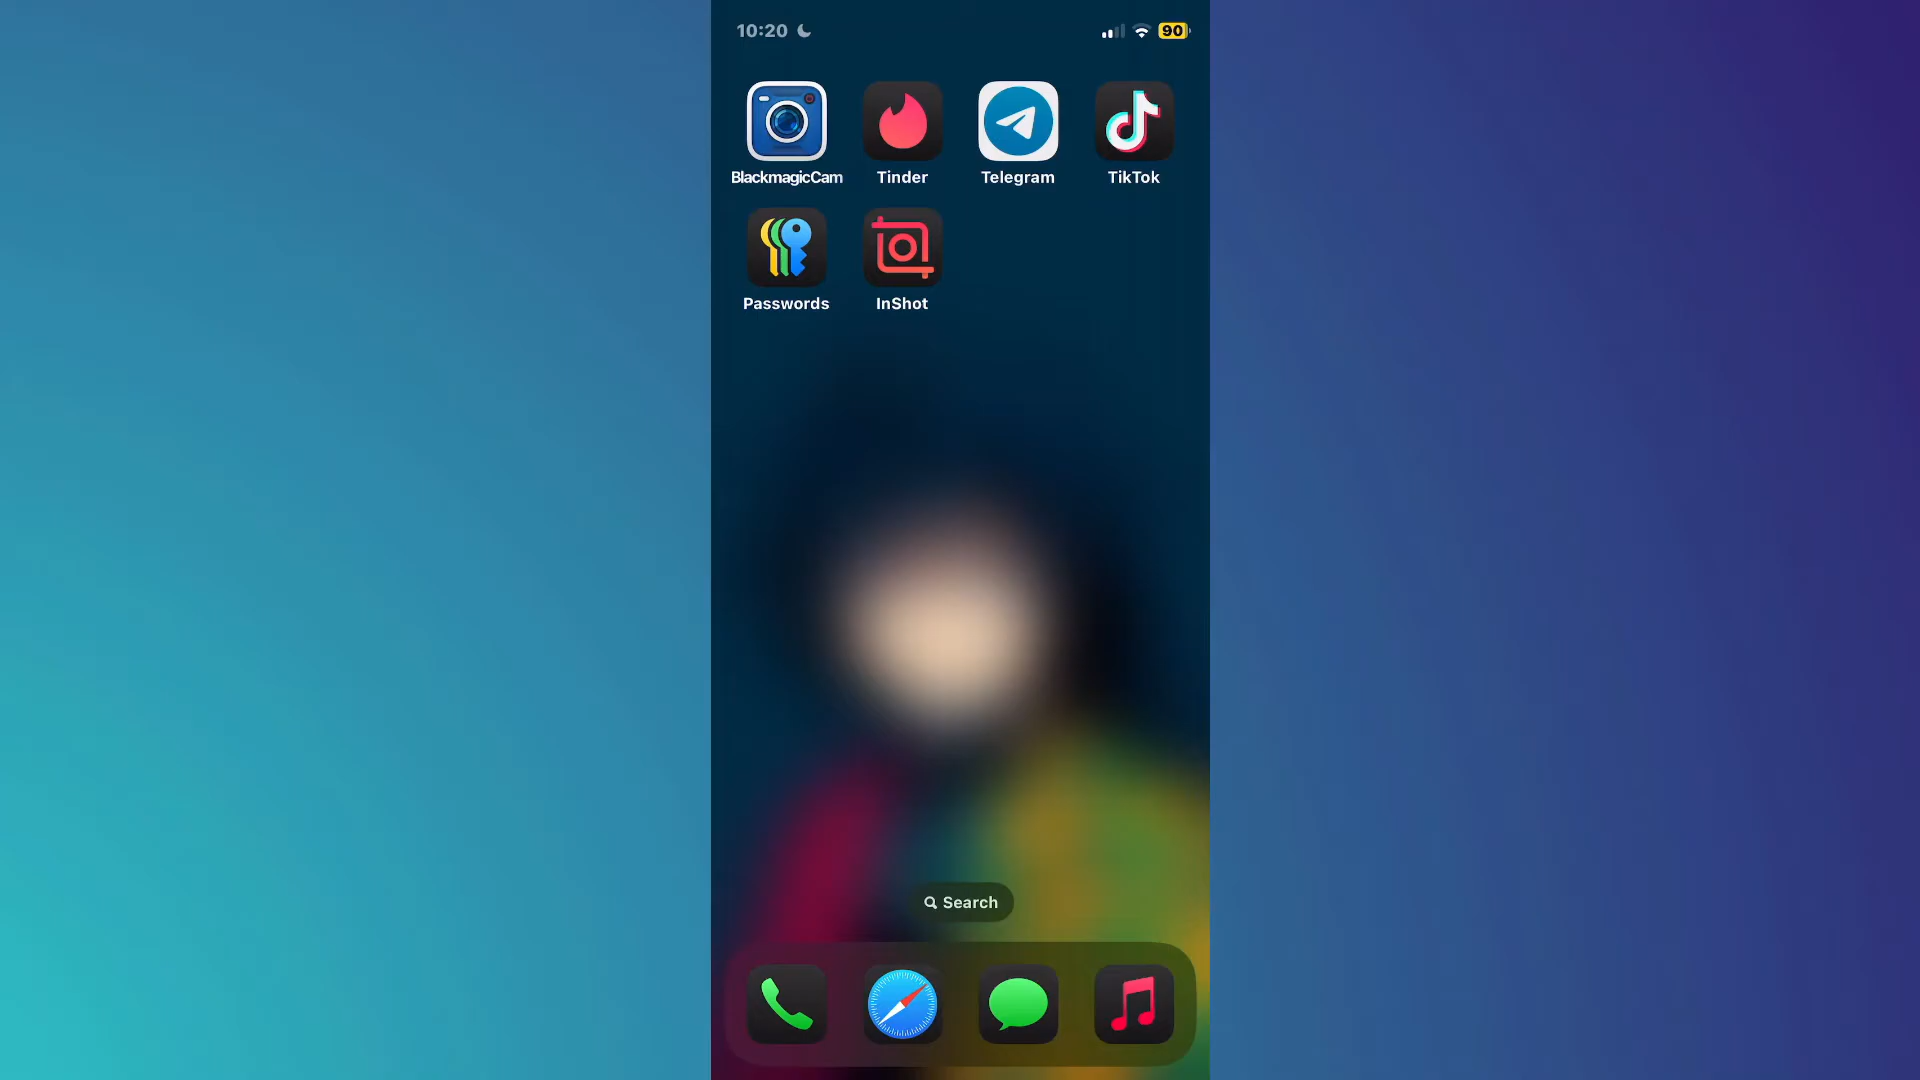 10:20
90
BlackmagicCam Tinder Telegram TikTok
Passwords InShot
Search